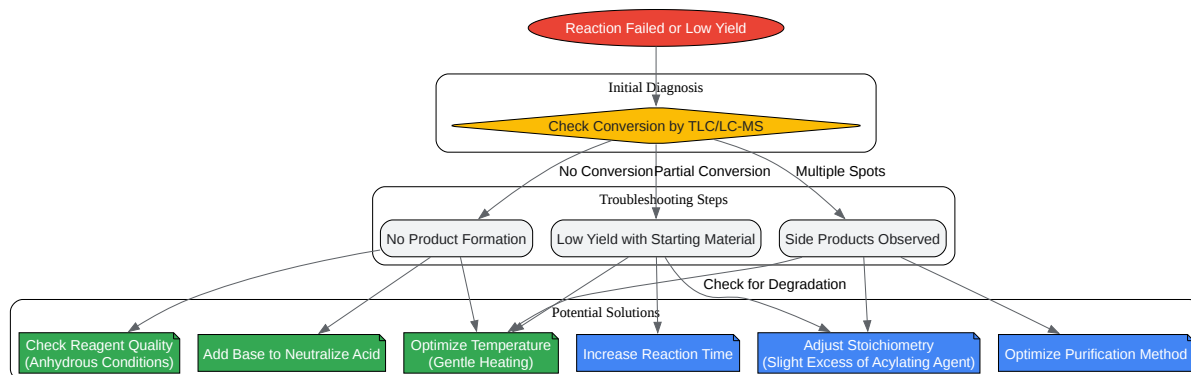 Reaction Failed or Low Yield
Initial Diagnosis
Check Conversion by TLC/LC-MS
No Conversion
Partial Conversion
Multiple Spots
Troubleshooting Steps
No Product Formation
Low Yield with Starting Material
Side Products Observed
Check for Degradation
Potential Solutions
Check Reagent Quality
(Anhydrous Conditions)
Add Base to Neutralize Acid
Optimize Temperature
(Gentle Heating)
Increase Reaction Time
Adjust Stoichiometry
(Slight Excess of Acylating Agent)
Optimize Purification Method